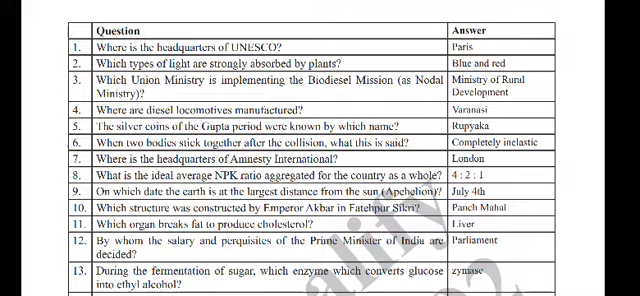 Question Answer
1. Where is the headquarters of UNESCO? Paris
2. Which types of light are strongly absorbed by plants? Blue and red
3. Which Union Ministry is implementing the Biodiesel Mission (as Nodal Ministry of Rural
Ministry)? Development
4. Where are diesel locomotives manufactured? Varanasi
5. The silver coins of the Gupta period were known by which name? Rupyaka
6. When two bodies stick together after the collision, what this is said? Completely inelastic
7. Where is the headquarters of Amnesty International? London
8. What is the ideal average NPK ratio aggregated for the country as a whole? 4 : 2 : 1
9. On which date the earth is at the largest distance from the sun (Apehelion)? July 4th
10. Which structure was constructed by Emperor Akbar in Fatehpur Sikri? Panch Mahal
11. Which organ breaks fat to produce cholesterol? Liver
12. By whom the salary and perquisites of the Prime Minister of India are Parliament
decided?
13. During the fermentation of sugar, which enzyme which converts glucose zymase
into ethyl alcohol?